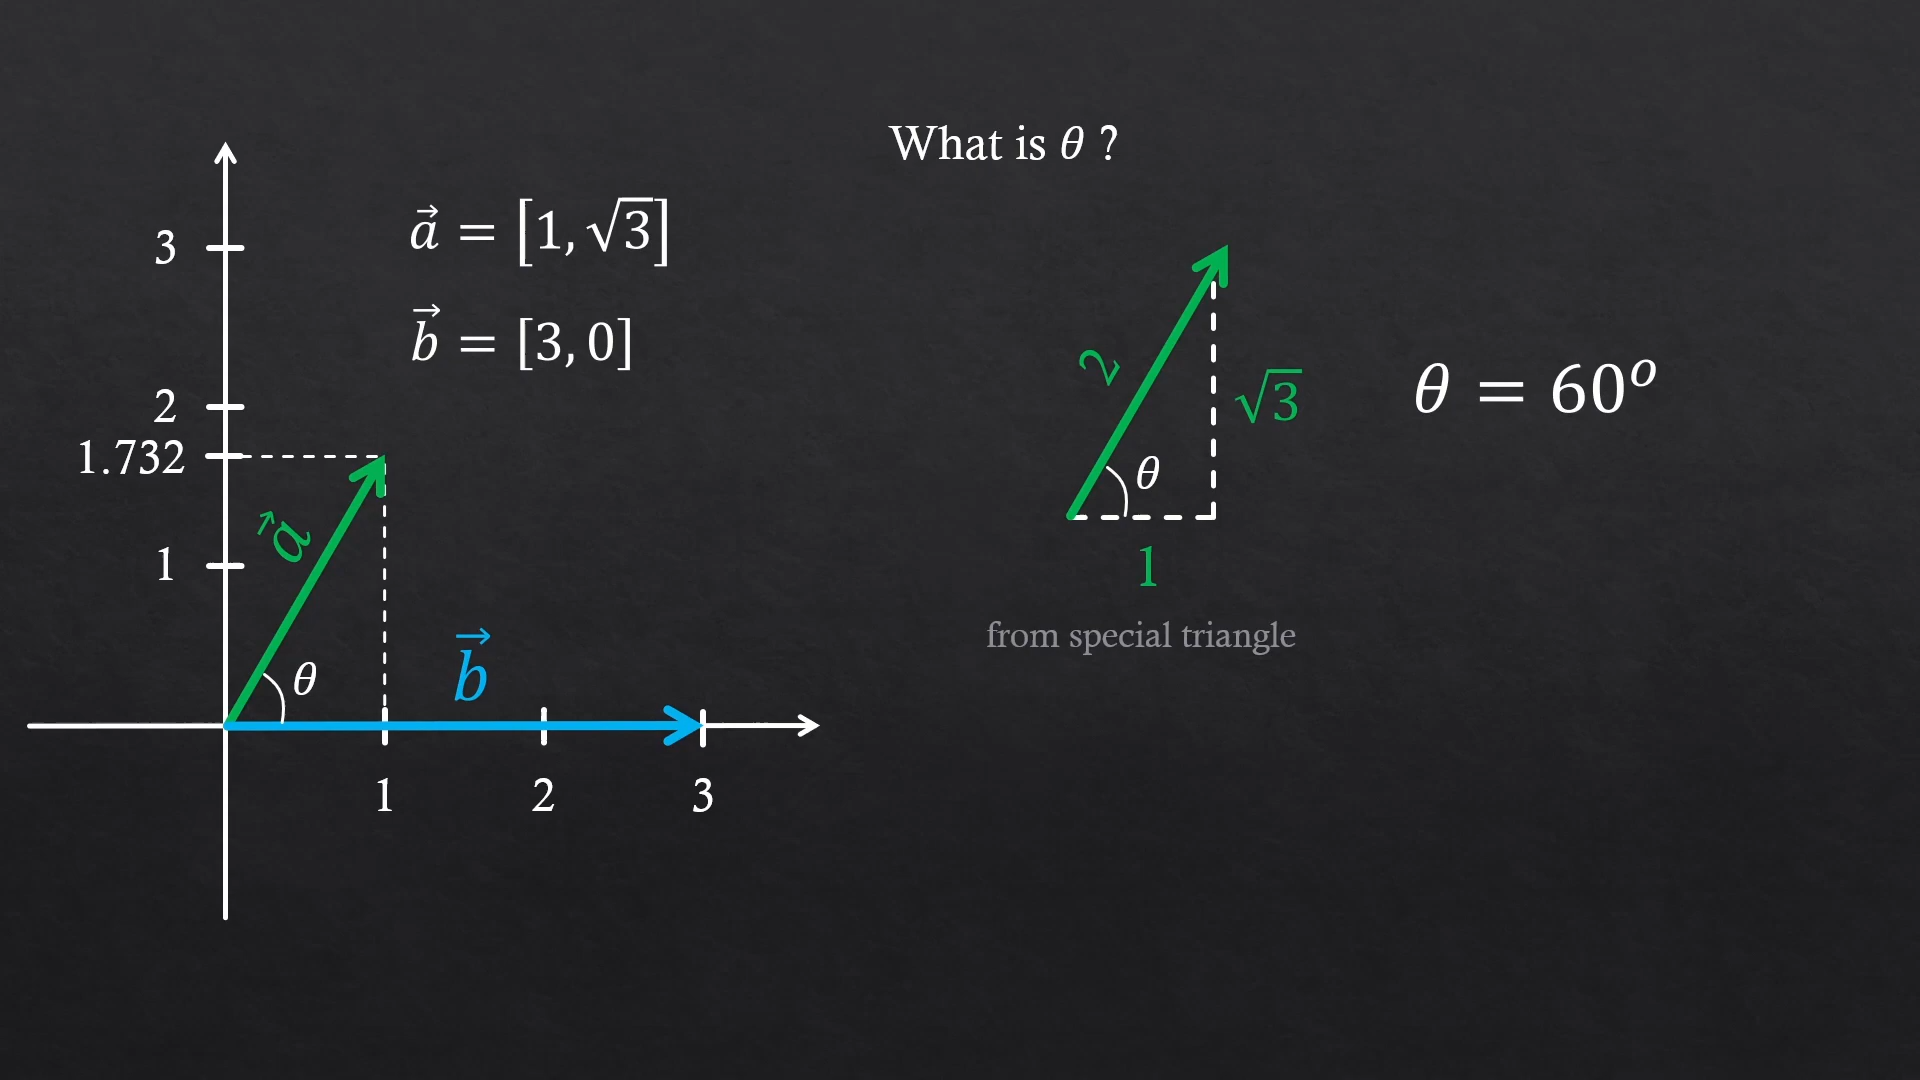 What is θ ?
a⃗ = [1, √3]
b⃗ = [3, 0]
3
2
1.732
1
a⃗
θ
b⃗
1 2 3
2
√3
θ
1
from special triangle
θ = 60°